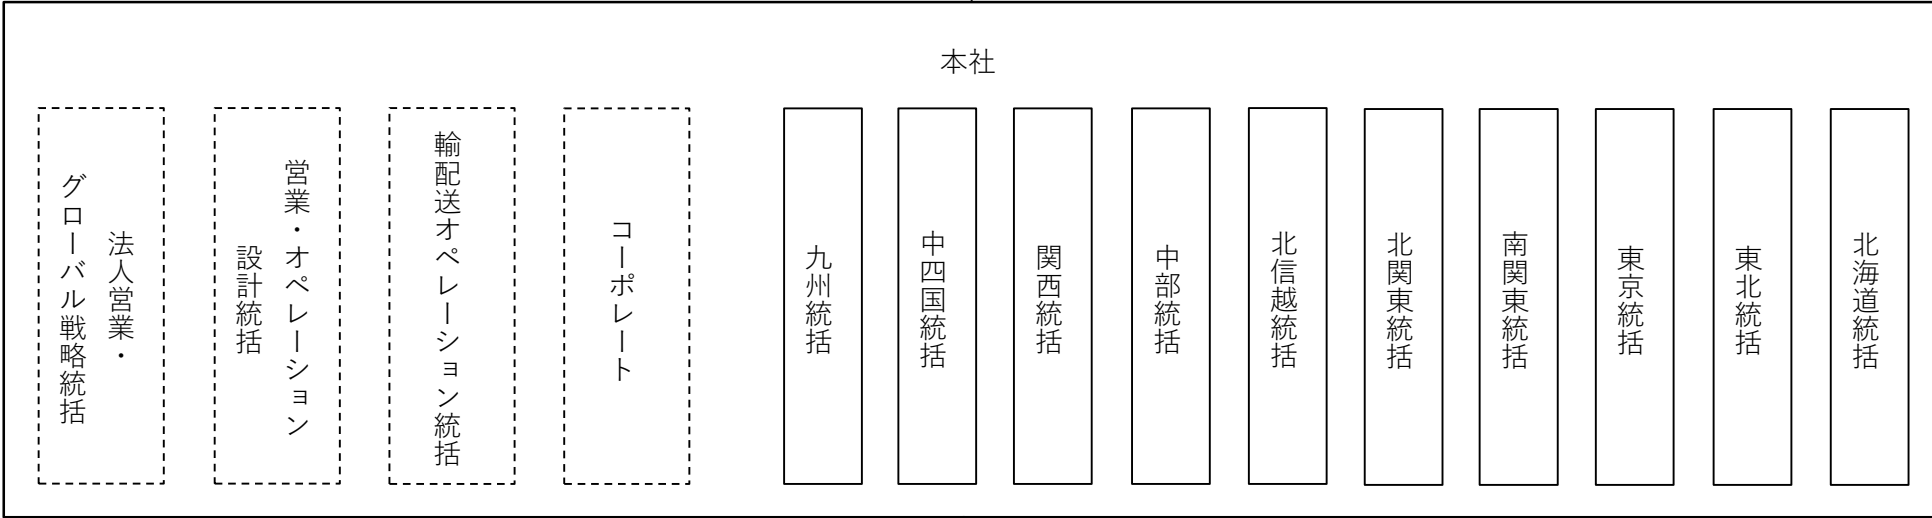 本社
法人営業・
グローバル戦略統括
営業・オペレーション
設計統括
輸配送オペレーション統括
コーポレート
九州統括
中四国統括
関西統括
中部統括
北信越統括
北関東統括
南関東統括
東京統括
東北統括
北海道統括